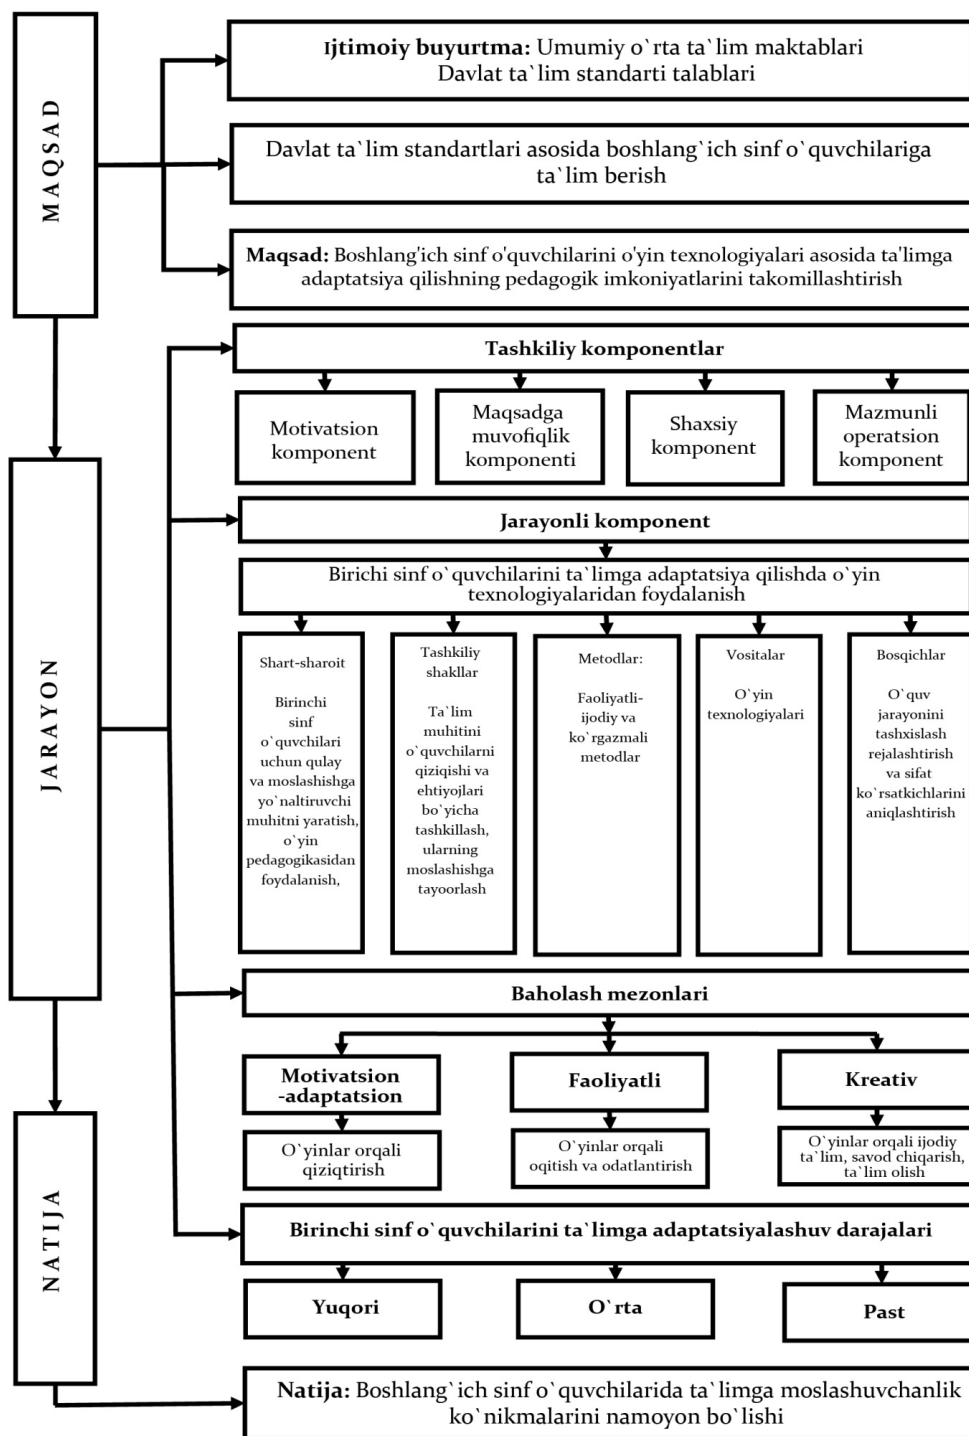 MAQSAD
Ijtimoiy buyurtma: Umumiy o`rta ta`lim maktablari
Davlat ta`lim standarti talablari
Davlat ta`lim standartlari asosida boshlang`ich sinf o`quvchilariga
ta`lim berish
Maqsad: Boshlang'ich sinf o'quvchilarini o'yin texnologiyalari asosida ta'limga
adaptatsiya qilishning pedagogik imkoniyatlarini takomillashtirish
JARAYON
Tashkiliy komponentlar
Motivatsion
komponent
Maqsadga
muvofiqlik
komponenti
Shaxsiy
komponent
Mazmunli
operatsion
komponent
Jarayonli komponent
Birichi sinf o`quvchilarini ta`limga adaptatsiya qilishda o`yin
texnologiyalaridan foydalanish
Shart-sharoit
Birinchi
sinf
o`quvchilari
uchun qulay
va moslashishga
yo`naltiruvchi
muhitni yaratish,
o`yin
pedagogikasidan
foydalanish,
Tashkiliy
shakllar
Ta`lim
muhitini
o`quvchilarni
qiziqishi va
ehtiyojlari
bo`yicha
tashkillash,
ularning
moslashishga
tayoorlash
Metodlar:
Faoliyatli-
ijodiy va
ko`rgazmali
metodlar
Vositalar
O`yin
texnologiyalari
Bosqichlar
O`quv
jarayonini
tashxislash
rejalashtirish
va sifat
ko`rsatkichlarini
aniqlashtirish
Baholash mezonlari
Motivatsion
-adaptatsion
Faoliyatli
Kreativ
O`yinlar orqali
qiziqtirish
O`yinlar orqali
oqitish va odatlantirish
O`yinlar orqali ijodiy
ta`lim, savod chiqarish,
ta`lim olish
NATIJA
Birinchi sinf o`quvchilarini ta`limga adaptatsiyalashuv darajalari
Yuqori
O`rta
Past
Natija: Boshlang`ich sinf o`quvchilarida ta`limga moslashuvchanlik
ko`nikmalarini namoyon bo`lishi